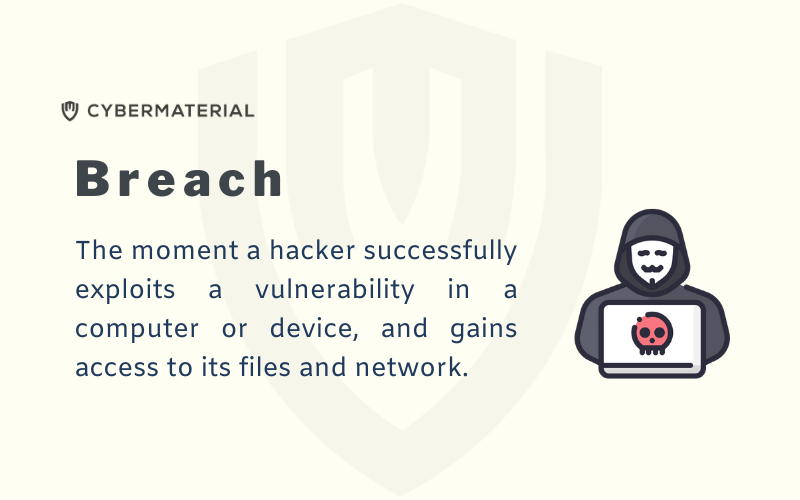 CYBERMATERIAL
Breach
The moment a hacker successfully
exploits a vulnerability in a
computer or device, and gains
access to its files and network.